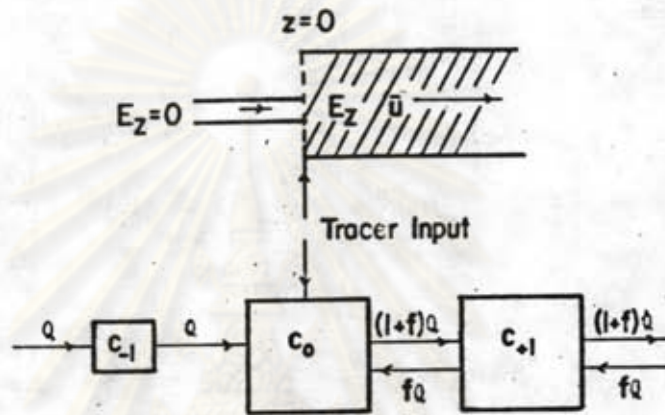 z=0
E_z=0
E_z ū
Tracer Input
Q C_-1 Q C_0 (1+f)Q C_+1 (1+f)Q
fQ fQ